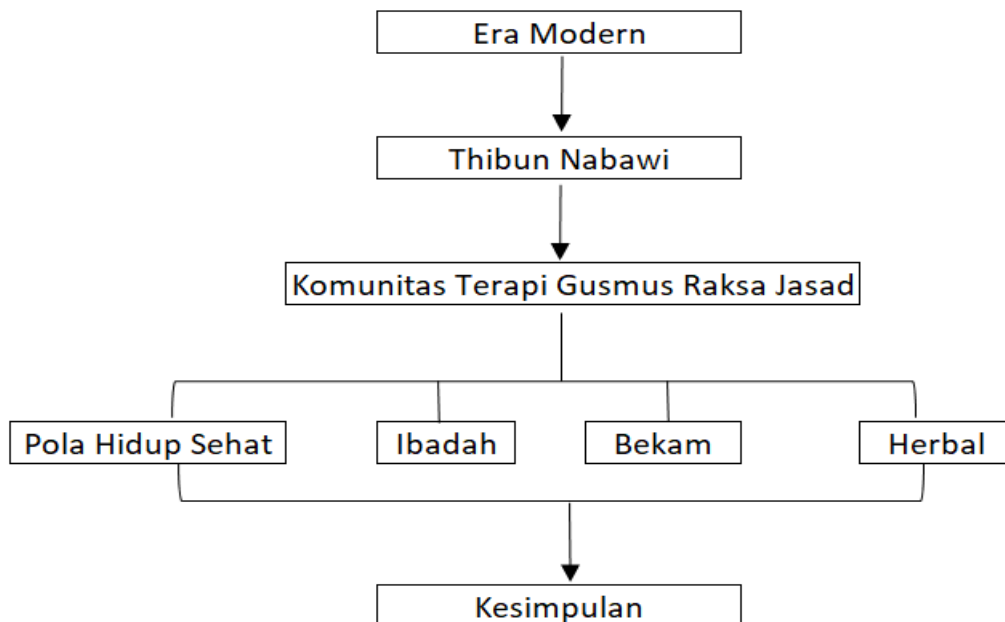 Era Modern
Thibun Nabawi
Komunitas Terapi Gusmus Raksa Jasad
Pola Hidup Sehat
Ibadah
Bekam
Herbal
Kesimpulan